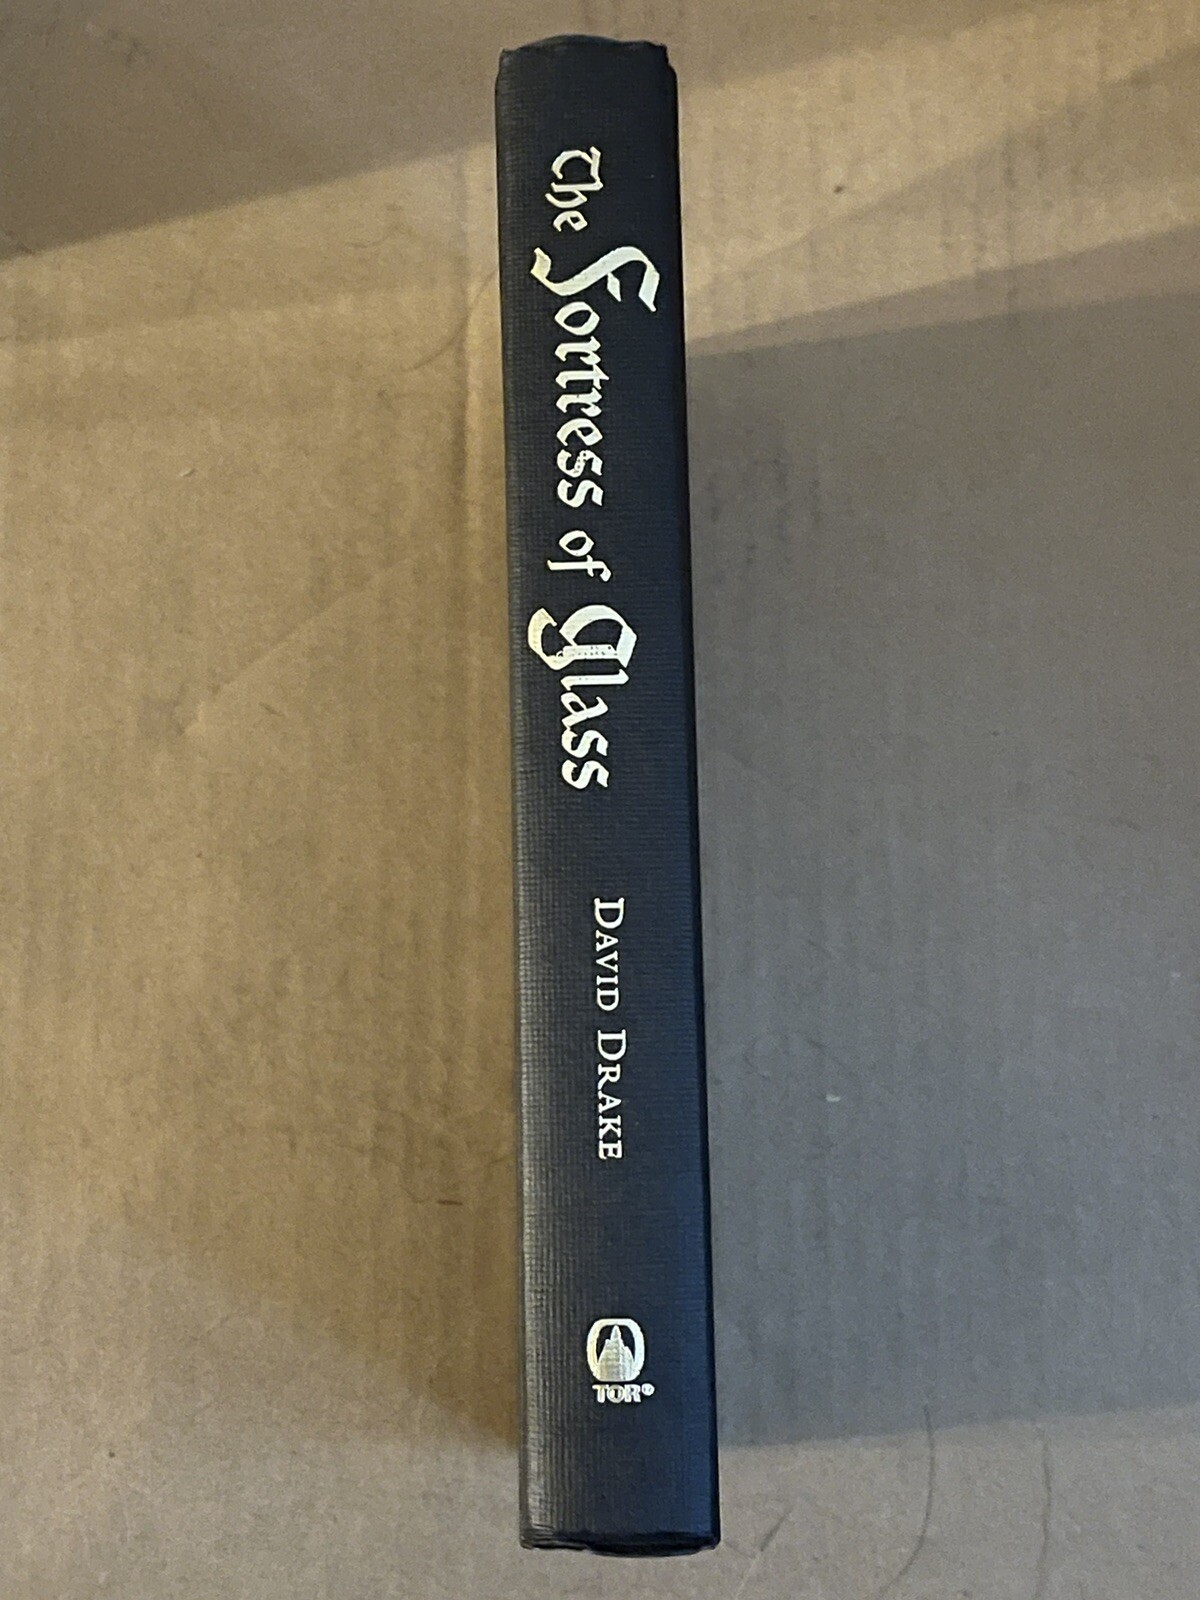 The Fortress of Glass
DAVID DRAKE
TOR®